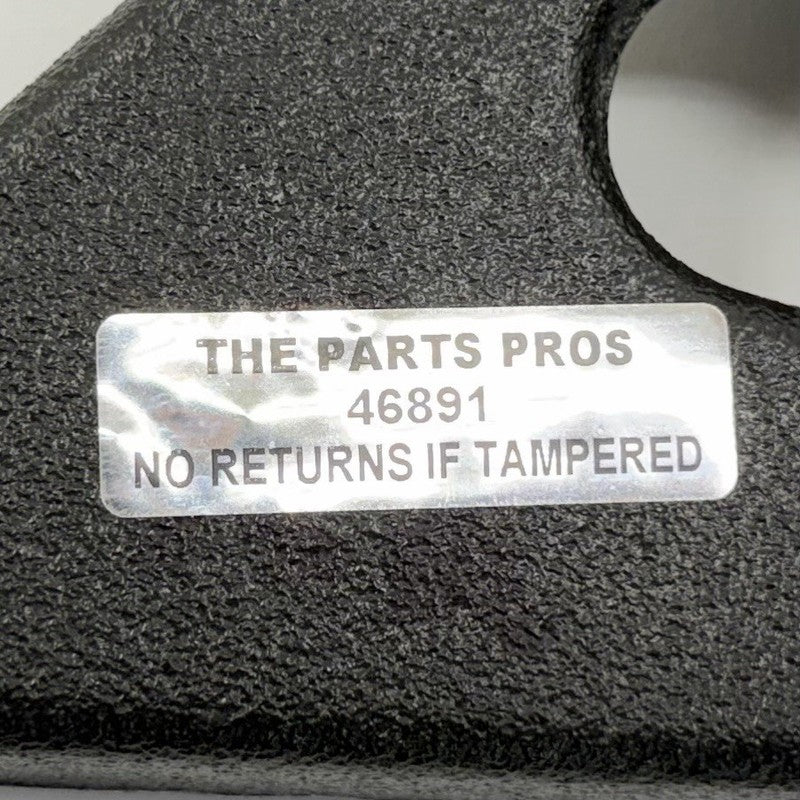 THE PARTS PROS
46891
NO RETURNS IF TAMPERED